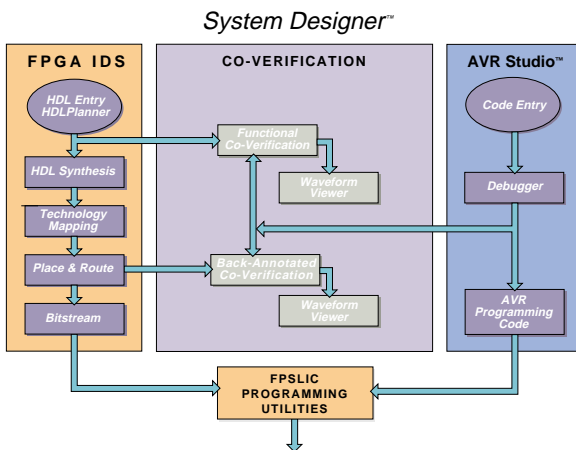 System Designer™
FPGA IDS
HDL Entry
HDLPlanner
HDL Synthesis
Technology
Mapping
Place & Route
Bitstream
CO-VERIFICATION
Functional
Co-Verification
Waveform
Viewer
Back-Annotated
Co-Verification
Waveform
Viewer
AVR Studio™
Code Entry
Debugger
AVR
Programming
Code
FPSLIC
PROGRAMMING
UTILITIES